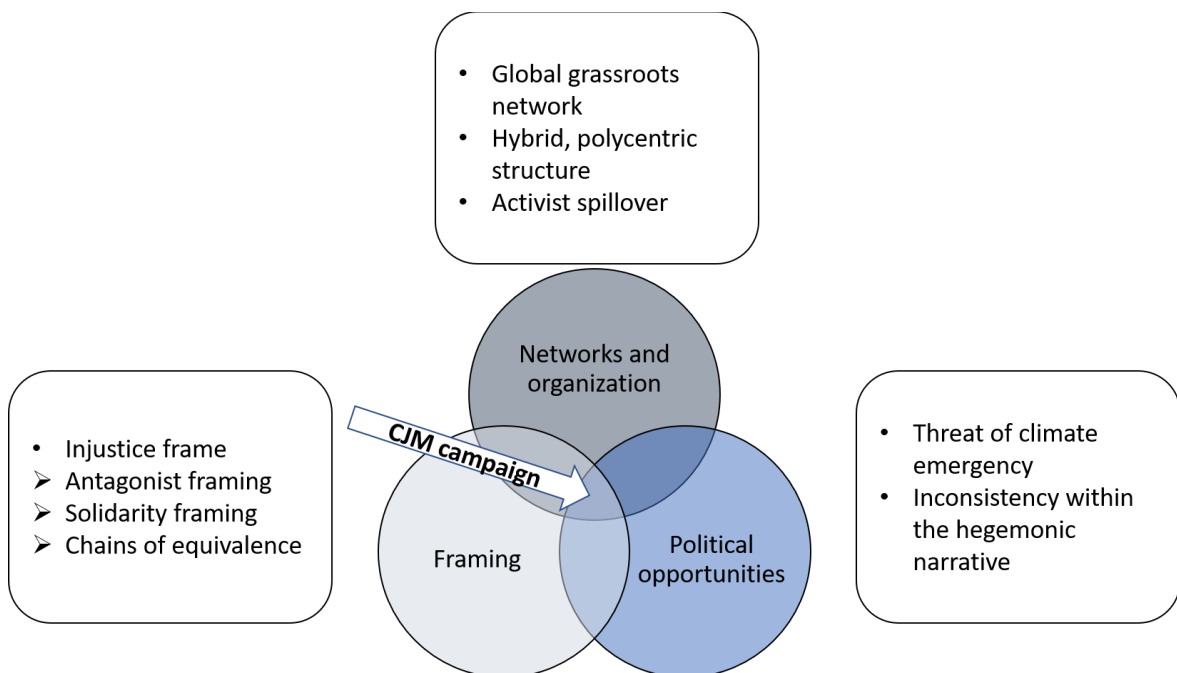 • Global grassroots
network
• Hybrid, polycentric
structure
• Activist spillover
Networks and
organization
CJM campaign
• Injustice frame
➤ Antagonist framing
➤ Solidarity framing
➤ Chains of equivalence
Framing
Political
opportunities
• Threat of climate
emergency
• Inconsistency within
the hegemonic
narrative